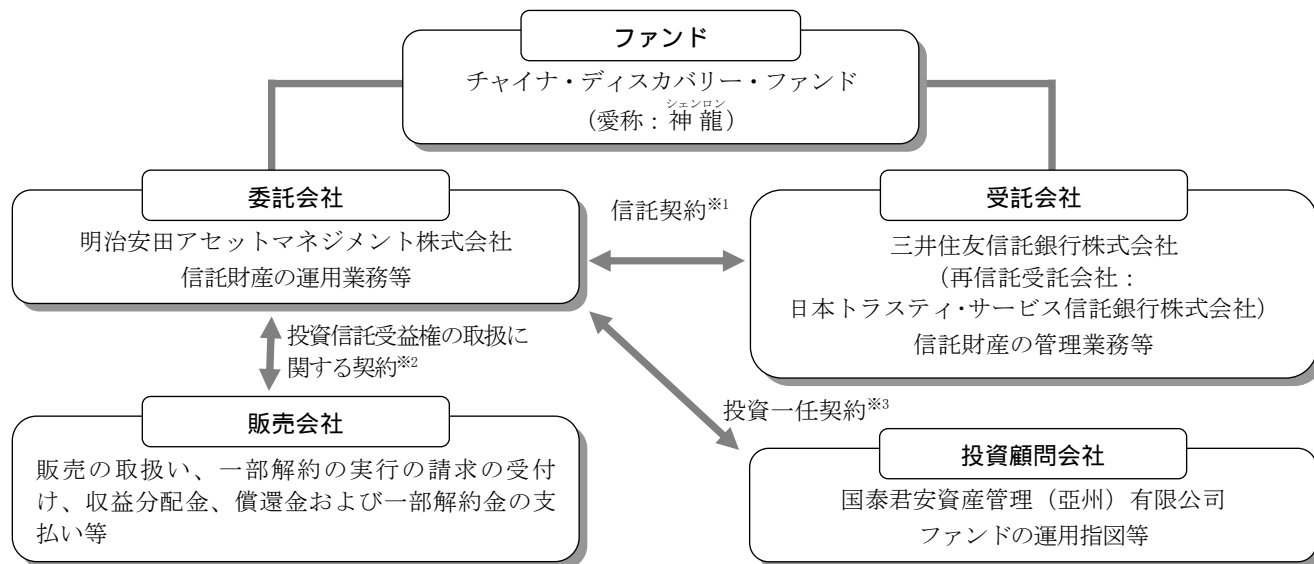 ファンド
チャイナ・ディスカバリー・ファンド
シェンロン
(愛称：神龍)
委託会社
明治安田アセットマネジメント株式会社
信託財産の運用業務等
信託契約※1
受託会社
三井住友信託銀行株式会社
(再信託受託会社：
日本トラスティ・サービス信託銀行株式会社)
信託財産の管理業務等
投資信託受益権の取扱に
関する契約※2
投資一任契約※3
販売会社
販売の取扱い、一部解約の実行の請求の受付
け、収益分配金、償還金および一部解約金の支
払い等
投資顧問会社
国泰君安資産管理（亞州）有限公司
ファンドの運用指図等